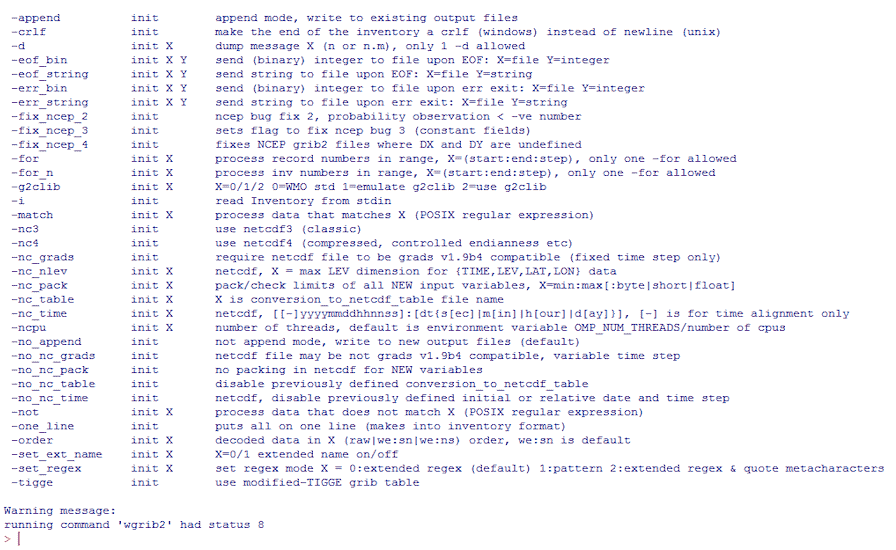 -append init append mode, write to existing output files
-crlf init make the end of the inventory a crlf (windows) instead of newline (unix)
-d init X dump message X (n or n.m), only 1 -d allowed
-eof_bin init X Y send (binary) integer to file upon EOF: X=file Y=integer
-eof_string init X Y send string to file upon EOF: X=file Y=string
-err_bin init X Y send (binary) integer to file upon err exit: X=file Y=integer
-err_string init X Y send string to file upon err exit: X=file Y=string
-fix_ncep_2 init ncep bug fix 2, probability observation < -ve number
-fix_ncep_3 init sets flag to fix ncep bug 3 (constant fields)
-fix_ncep_4 init fixes NCEP grib2 files where DX and DY are undefined
-for init X process record numbers in range, X=(start:end:step), only one -for allowed
-for_n init X process inv numbers in range, X=(start:end:step), only one -for allowed
-g2clib init X X=0/1/2 0=WMO std 1=emulate g2clib 2=use g2clib
-i init read Inventory from stdin
-match init X process data that matches X (POSIX regular expression)
-nc3 init use netcdf3 (classic)
-nc4 init use netcdf4 (compressed, controlled endianness etc)
-nc_grads init require netcdf file to be grads v1.9b4 compatible (fixed time step only)
-nc_nlev init X netcdf, X = max LEV dimension for {TIME,LEV,LAT,LON} data
-nc_pack init X pack/check limits of all NEW input variables, X=min:max[:byte|short|float]
-nc_table init X X is conversion_to_netcdf_table file name
-nc_time init X netcdf, [[-]yyyymmddhhnnss]:[dt{s[ec]|m[in]|h[our]|d[ay]}], [-] is for time alignment only
-ncpu init X number of threads, default is environment variable OMP_NUM_THREADS/number of cpus
-no_append init not append mode, write to new output files (default)
-no_nc_grads init netcdf file may be not grads v1.9b4 compatible, variable time step
-no_nc_pack init no packing in netcdf for NEW variables
-no_nc_table init disable previously defined conversion_to_netcdf_table
-no_nc_time init netcdf, disable previously defined initial or relative date and time step
-not init X process data that does not match X (POSIX regular expression)
-one_line init puts all on one line (makes into inventory format)
-order init X decoded data in X (raw|we:sn|we:ns) order, we:sn is default
-set_ext_name init X X=0/1 extended name on/off
-set_regex init X set regex mode X = 0:extended regex (default) 1:pattern 2:extended regex & quote metacharacters
-tigge init use modified-TIGGE grib table
Warning message:
running command 'wgrib2' had status 8
>